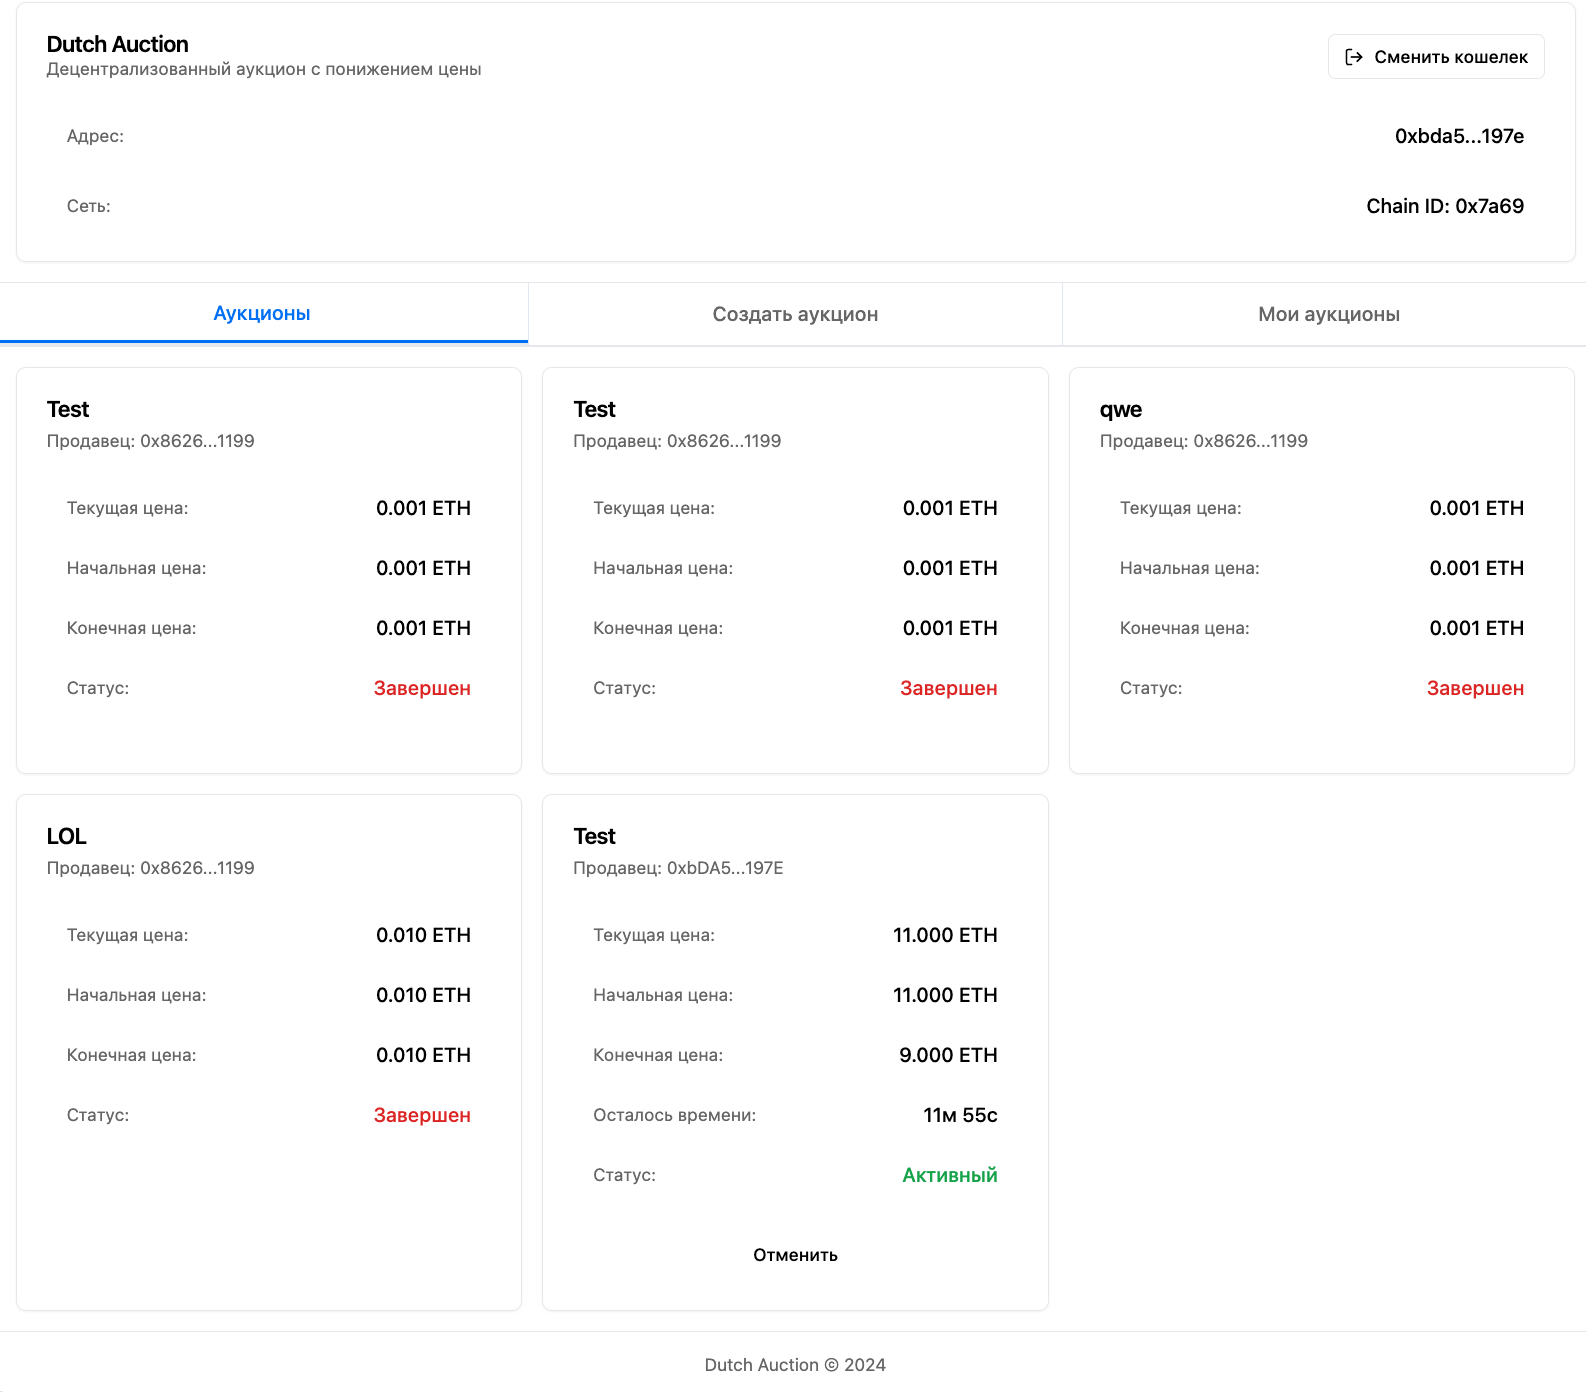 Dutch Auction
Децентрализованный аукцион с понижением цены
Сменить кошелек
Адрес: 0xbda5...197e
Сеть: Chain ID: 0x7a69
Аукционы Создать аукцион Мои аукционы
Test
Продавец: 0x8626...1199
Текущая цена: 0.001 ETH
Начальная цена: 0.001 ETH
Конечная цена: 0.001 ETH
Статус: Завершен
Test
Продавец: 0x8626...1199
Текущая цена: 0.001 ETH
Начальная цена: 0.001 ETH
Конечная цена: 0.001 ETH
Статус: Завершен
qwe
Продавец: 0x8626...1199
Текущая цена: 0.001 ETH
Начальная цена: 0.001 ETH
Конечная цена: 0.001 ETH
Статус: Завершен
LOL
Продавец: 0x8626...1199
Текущая цена: 0.010 ETH
Начальная цена: 0.010 ETH
Конечная цена: 0.010 ETH
Статус: Завершен
Test
Продавец: 0xbDA5...197E
Текущая цена: 11.000 ETH
Начальная цена: 11.000 ETH
Конечная цена: 9.000 ETH
Осталось времени: 11м 55с
Статус: Активный
Отменить
Dutch Auction © 2024